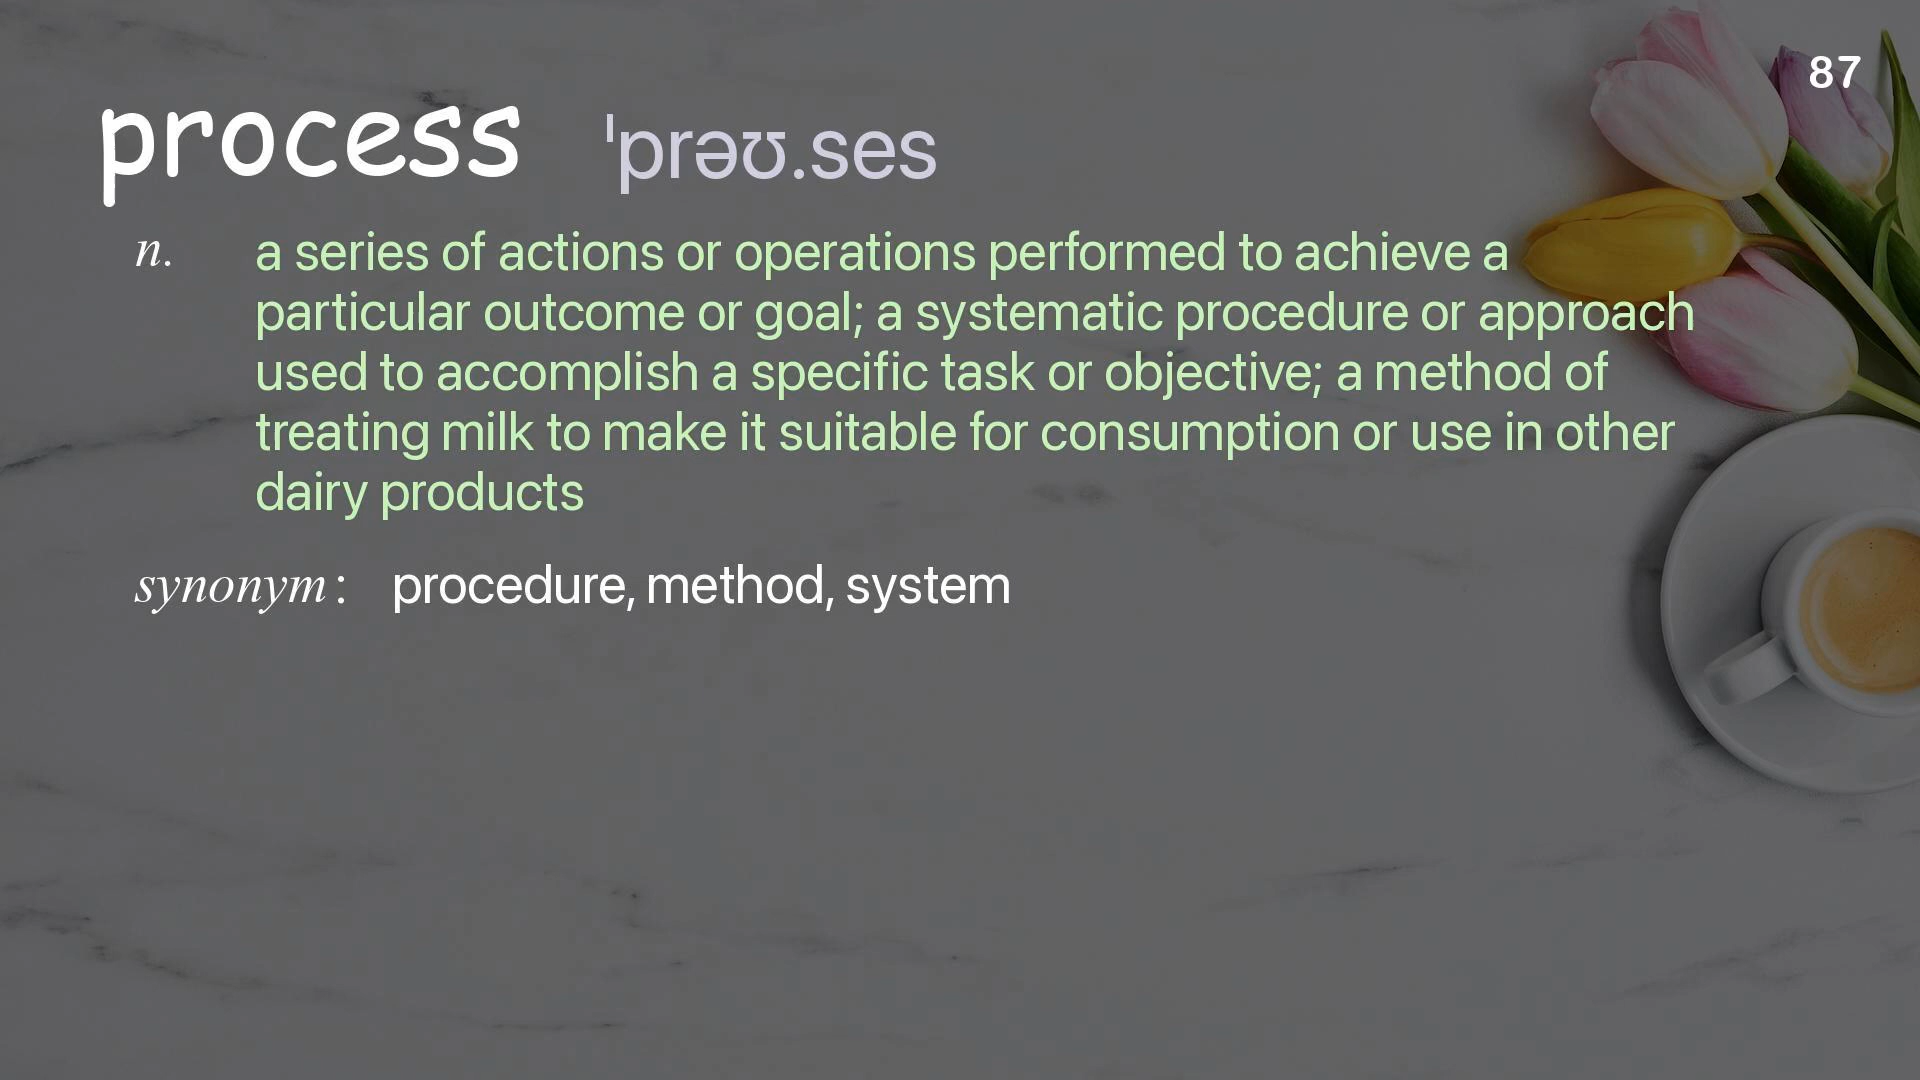 87
process ˈprəʊ.ses
n. a series of actions or operations performed to achieve a
particular outcome or goal; a systematic procedure or approach
used to accomplish a specific task or objective; a method of
treating milk to make it suitable for consumption or use in other
dairy products
synonym: procedure, method, system